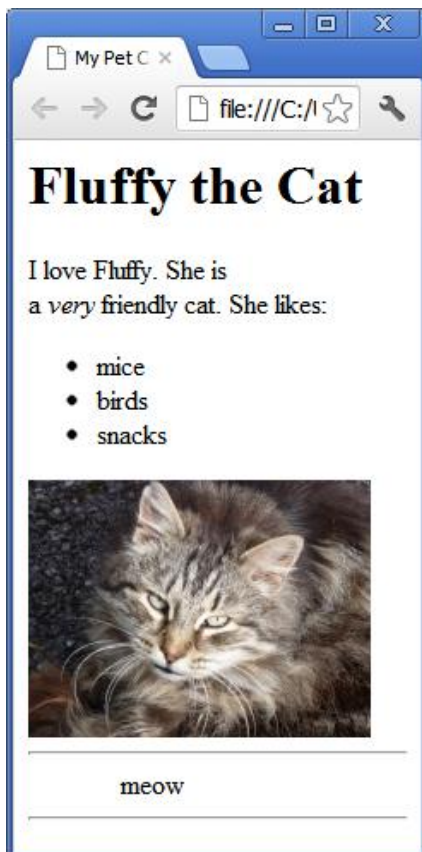 My Pet C
file:///C:/
Fluffy the Cat
I love Fluffy. She is
a very friendly cat. She likes:
mice
birds
snacks
meow